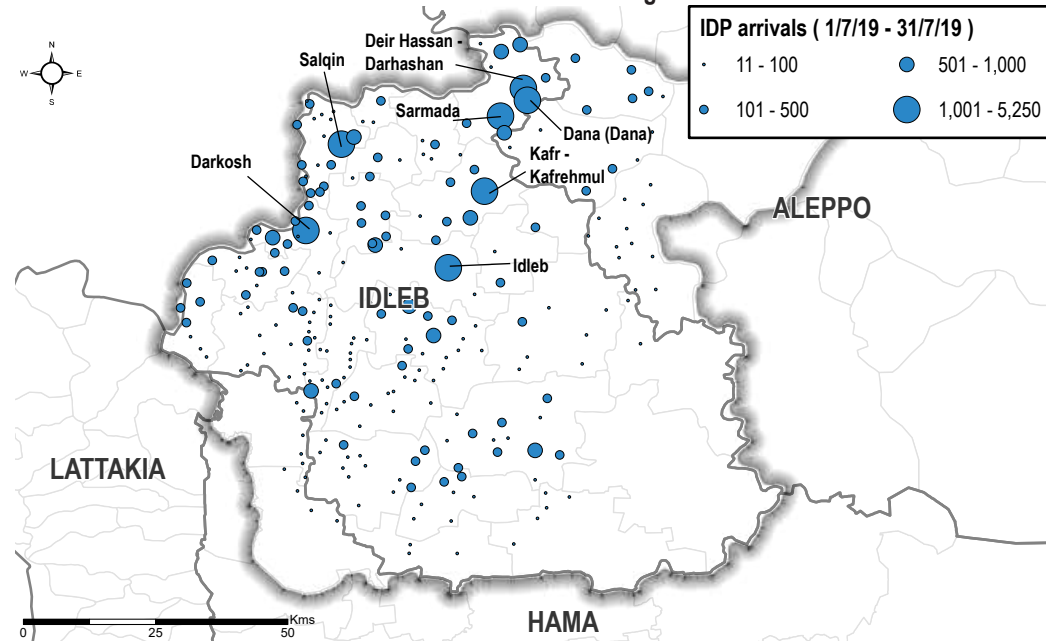 IDP arrivals ( 1/7/19 - 31/7/19 )
11 - 100
501 - 1,000
101 - 500
1,001 - 5,250
N
W
E
S
Deir Hassan -
Darhashan
Salqin
Sarmada
Dana (Dana)
Kafr -
Kafrehmul
Darkosh
ALEPPO
Idleb
IDLEB
LATTAKIA
HAMA
0
25
50
Kms